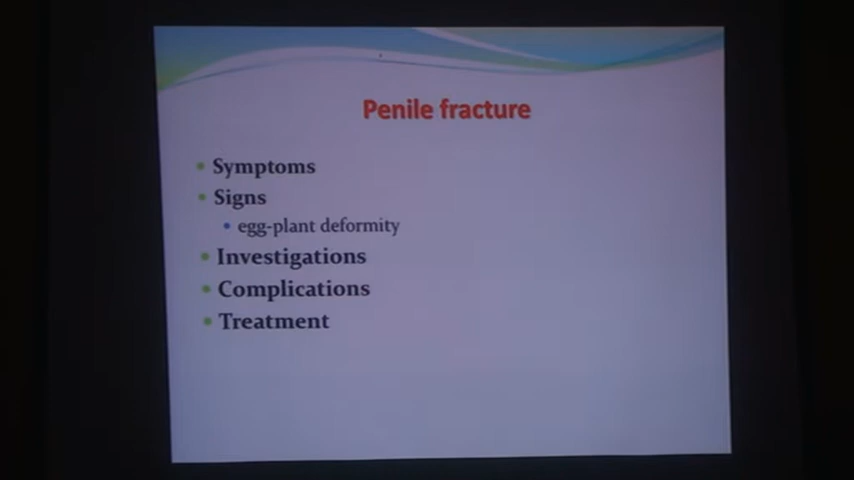 Penile fracture
Symptoms
Signs
egg-plant deformity
Investigations
Complications
Treatment